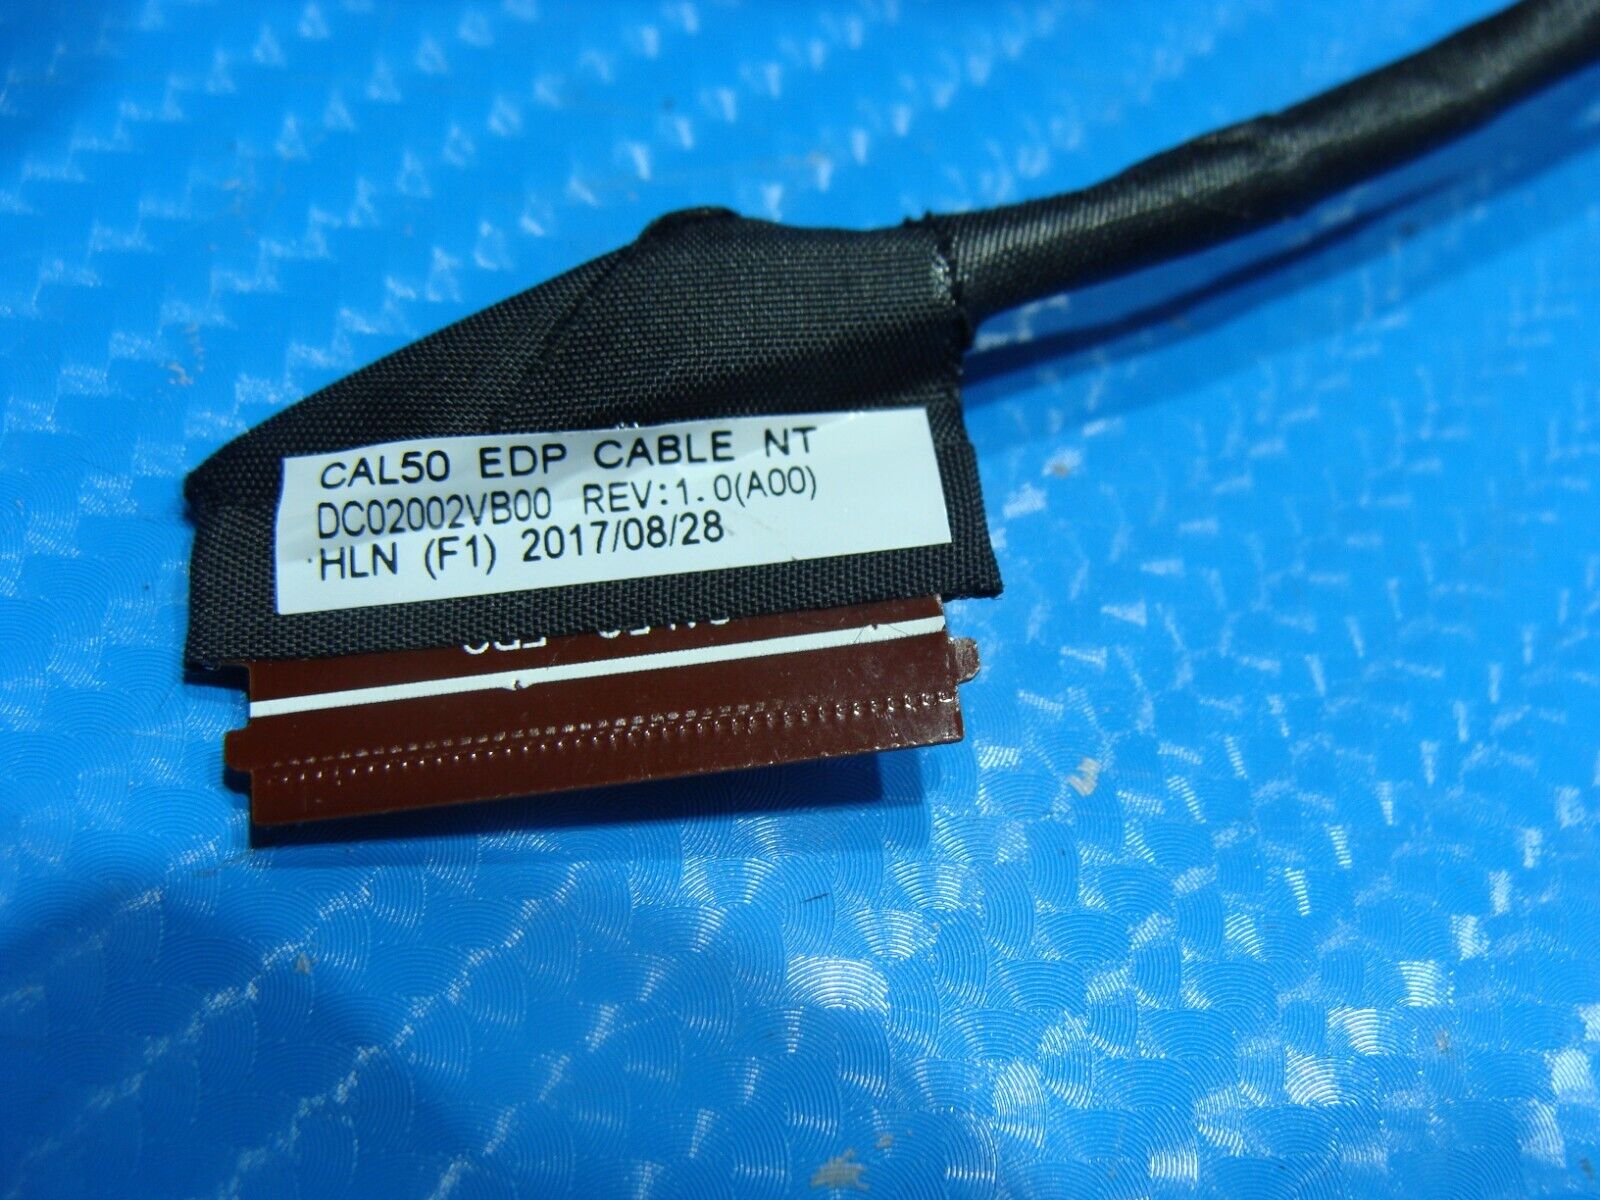 CAL50 EDP CABLE NT
DC02002VB00 REV:1.0(A00)
HLN (F1) 2017/08/28